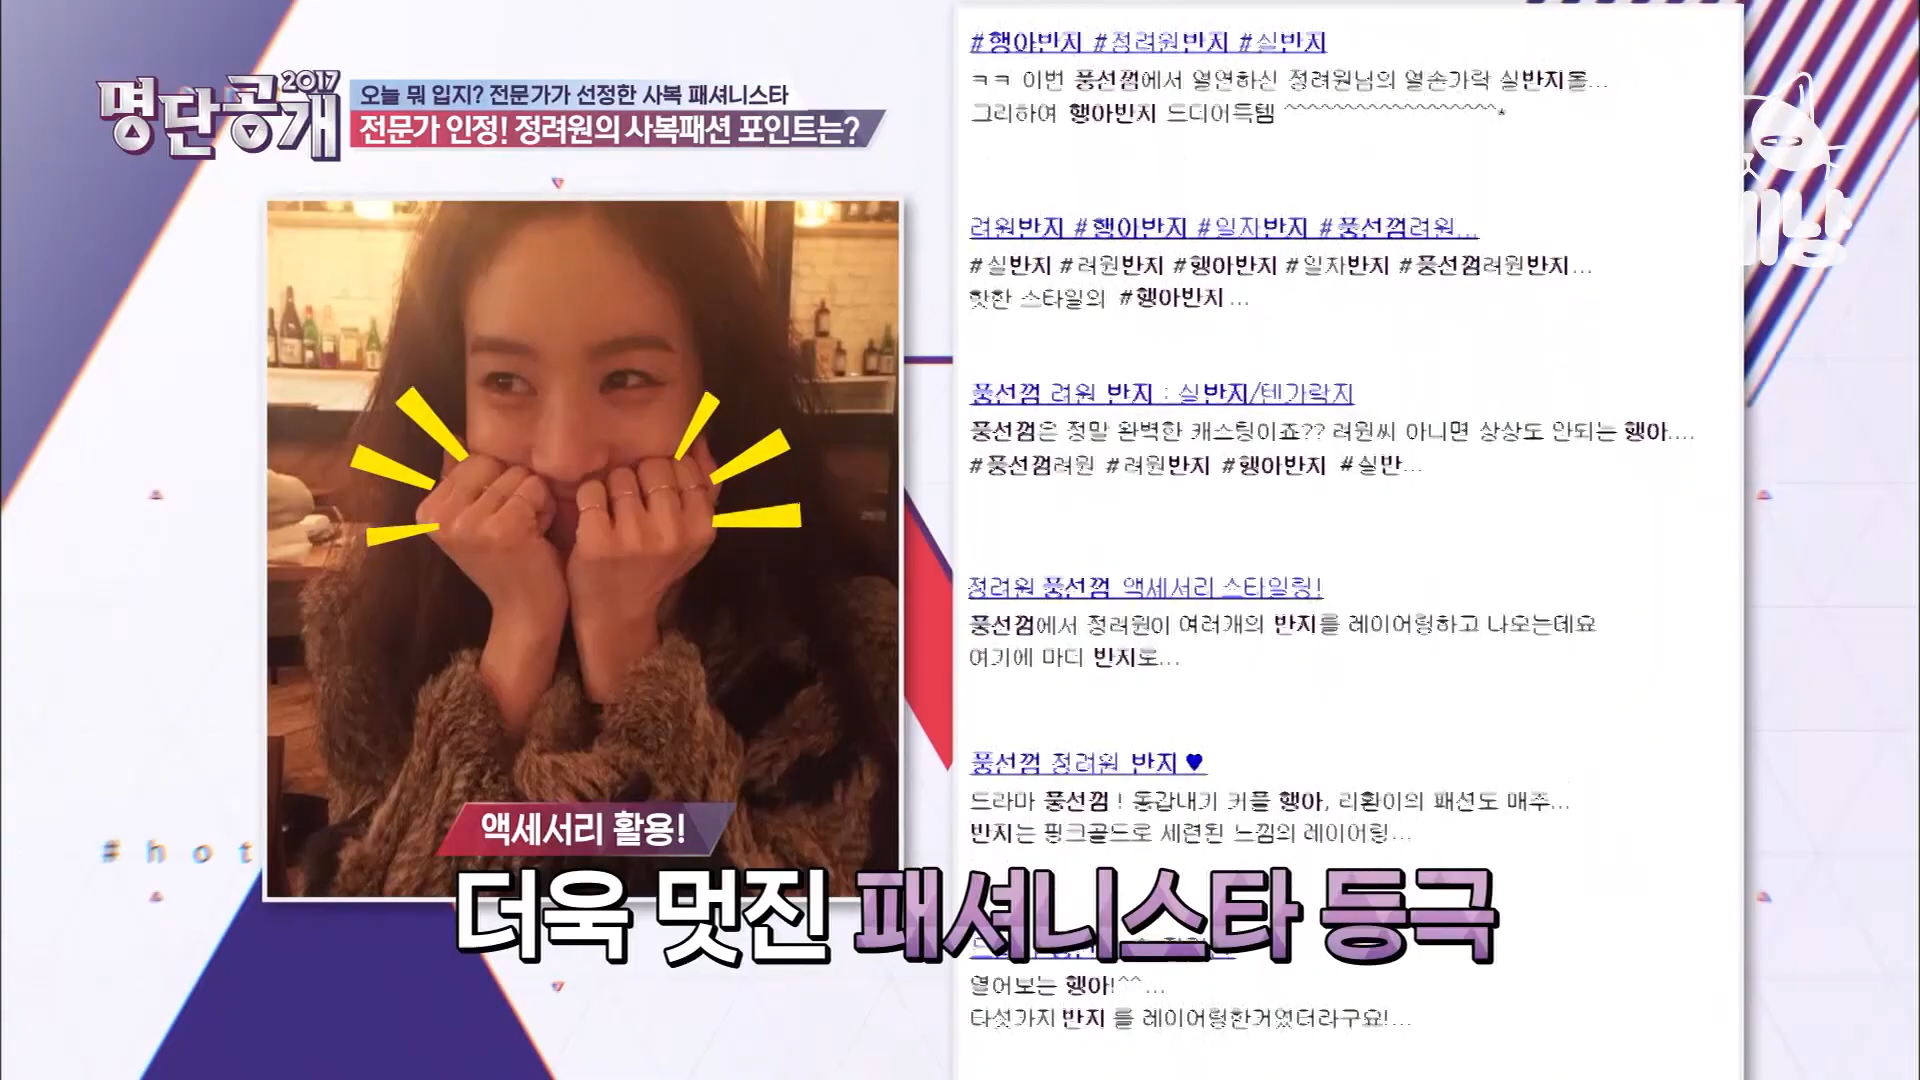 명단공개 2017
오늘 뭐 입지? 전문가가 선정한 사복 패셔니스타
전문가 인정! 정려원의 사복패션 포인트는?
#행아반지 #정려원반지 #실반지
ㅋㅋ 이번 풍선껌에서 열연하신 정려원님의 열손가락 실반지들...
그리하여 행아반지 드디어득템 ^^^^^^^^^^^^^^^^^^*
려원반지 #행아반지 #일자반지 #풍선껌려원...
#실반지 #려원반지 #행아반지 #일자반지 #풍선껌려원반지...
핫한 스타일의 #행아반지 ...
풍선껌 려원 반지 : 실반지/텐가락지
풍선껌은 정말 완벽한 캐스팅이죠?? 려원씨 아니면 상상도 안되는 행아....
#풍선껌려원 #려원반지 #행아반지 #실반...
정려원 풍선껌 액세서리 스타일링!
풍선껌에서 정려원이 여러개의 반지를 레이어링하고 나오는데요
여기에 마디 반지로...
풍선껌 정려원 반지 ♥
드라마 풍선껌 ! 동갑내기 커플 행아, 리환이의 패션도 매주...
반지는 핑크골드로 세련된 느낌의 레이어링...
#hot
액세서리 활용!
더욱 멋진 패셔니스타 등극
열어보는 행아!^^...
다섯가지 반지 를 레이어링한거였더라구요!...